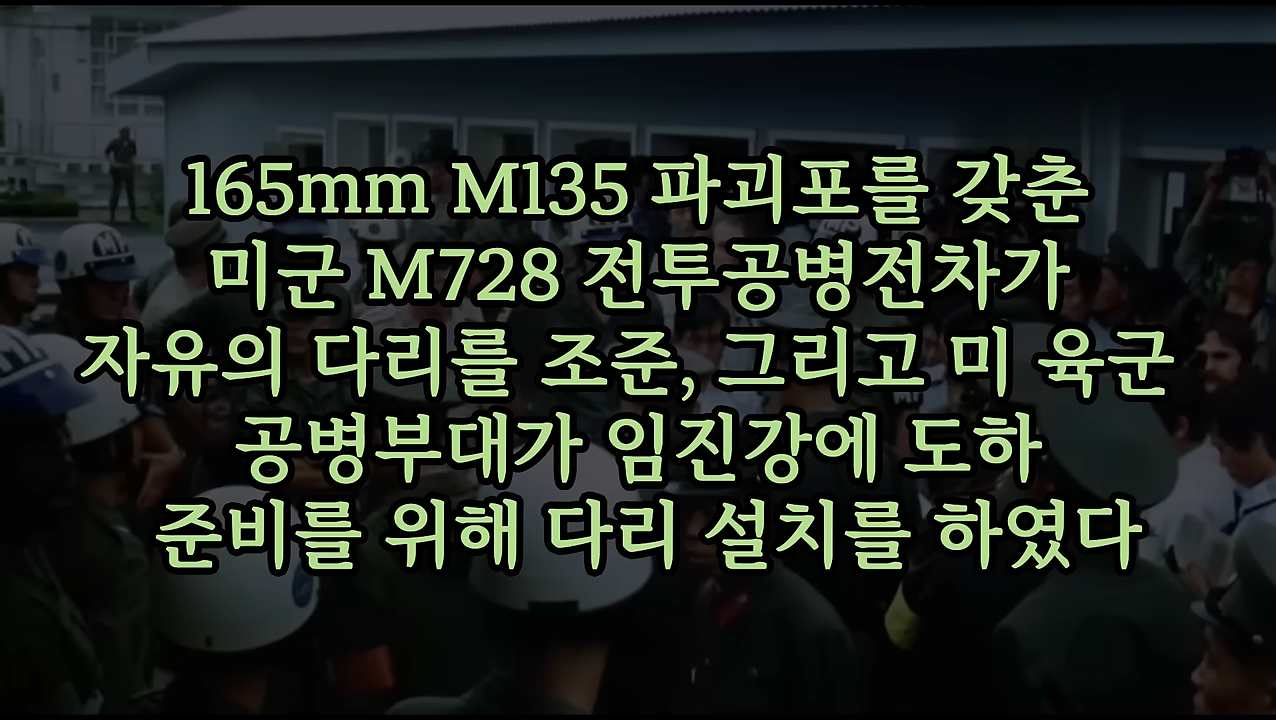 165mm M135 파괴포를 갖춘
미군 M728 전투공병전차가
자유의 다리를 조준, 그리고 미 육군
공병부대가 임진강에 도하
준비를 위해 다리 설치를 하였다